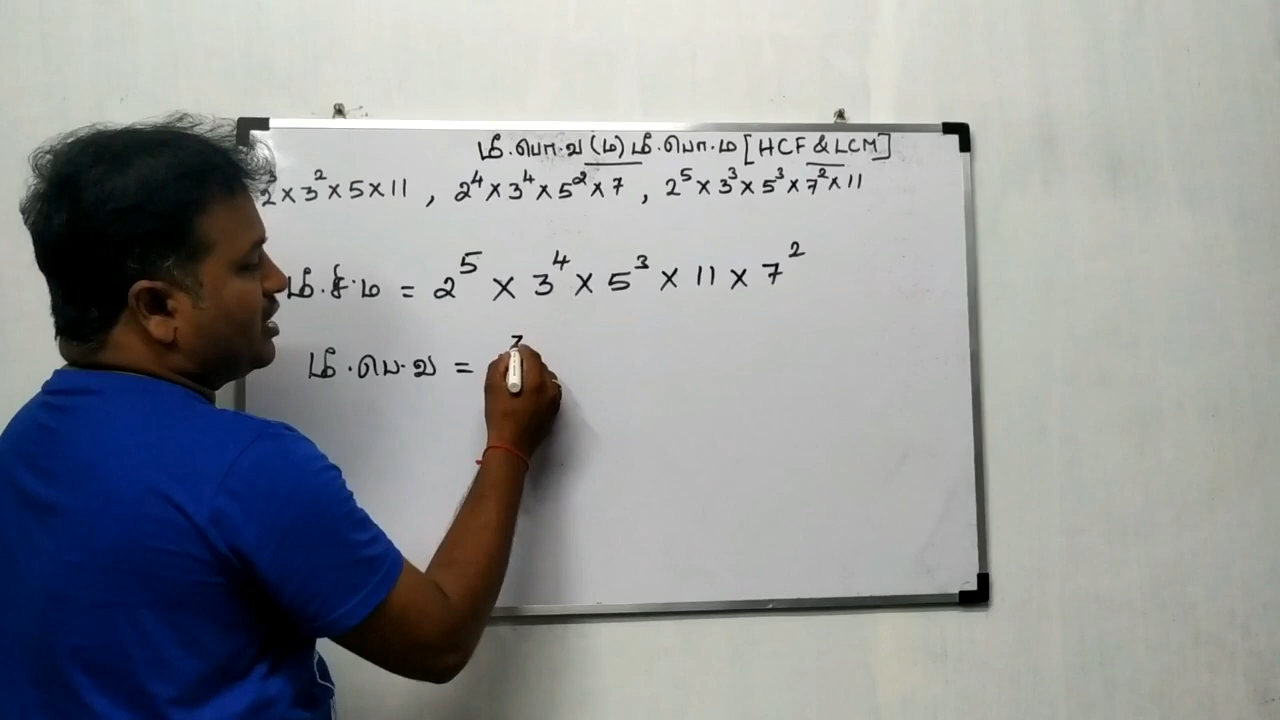 மீ.பொ.வ (ம) மீ.பொ.ம [HCF & LCM]
2³ × 3² × 5 × 11 , 2⁴ × 3⁴ × 5² × 7 , 2⁵ × 3³ × 5³ × 7² × 11
மீ.சி.ம = 2⁵ × 3⁴ × 5³ × 11 × 7²
மீ.பெ.வ =